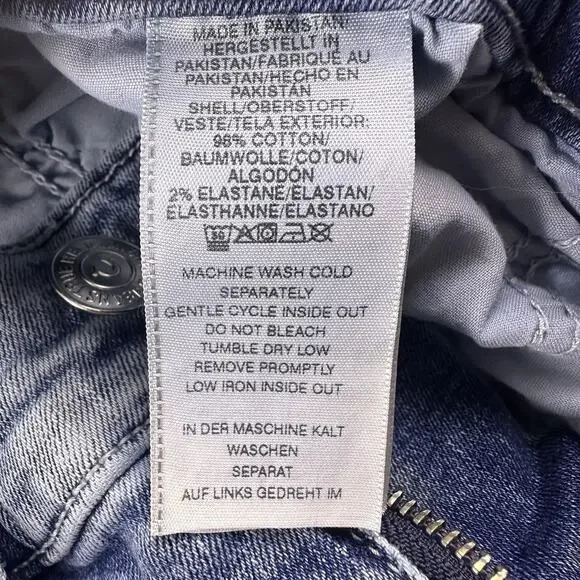 MADE IN PAKISTAN/
HERGESTELLT IN
PAKISTAN/FABRIQUE AU
PAKISTAN/HECHO EN
PAKISTÁN
SHELL/OBERSTOFF/
VESTE/TELA EXTERIOR:
98% COTTON/
BAUMWOLLE/COTON/
ALGODÓN
2% ELASTANE/ELASTAN/
ÉLASTHANNE/ELASTANO
30
MACHINE WASH COLD
SEPARATELY
GENTLE CYCLE INSIDE OUT
DO NOT BLEACH
TUMBLE DRY LOW
REMOVE PROMPTLY
LOW IRON INSIDE OUT
IN DER MASCHINE KALT
WASCHEN
SEPARAT
AUF LINKS GEDREHT IM